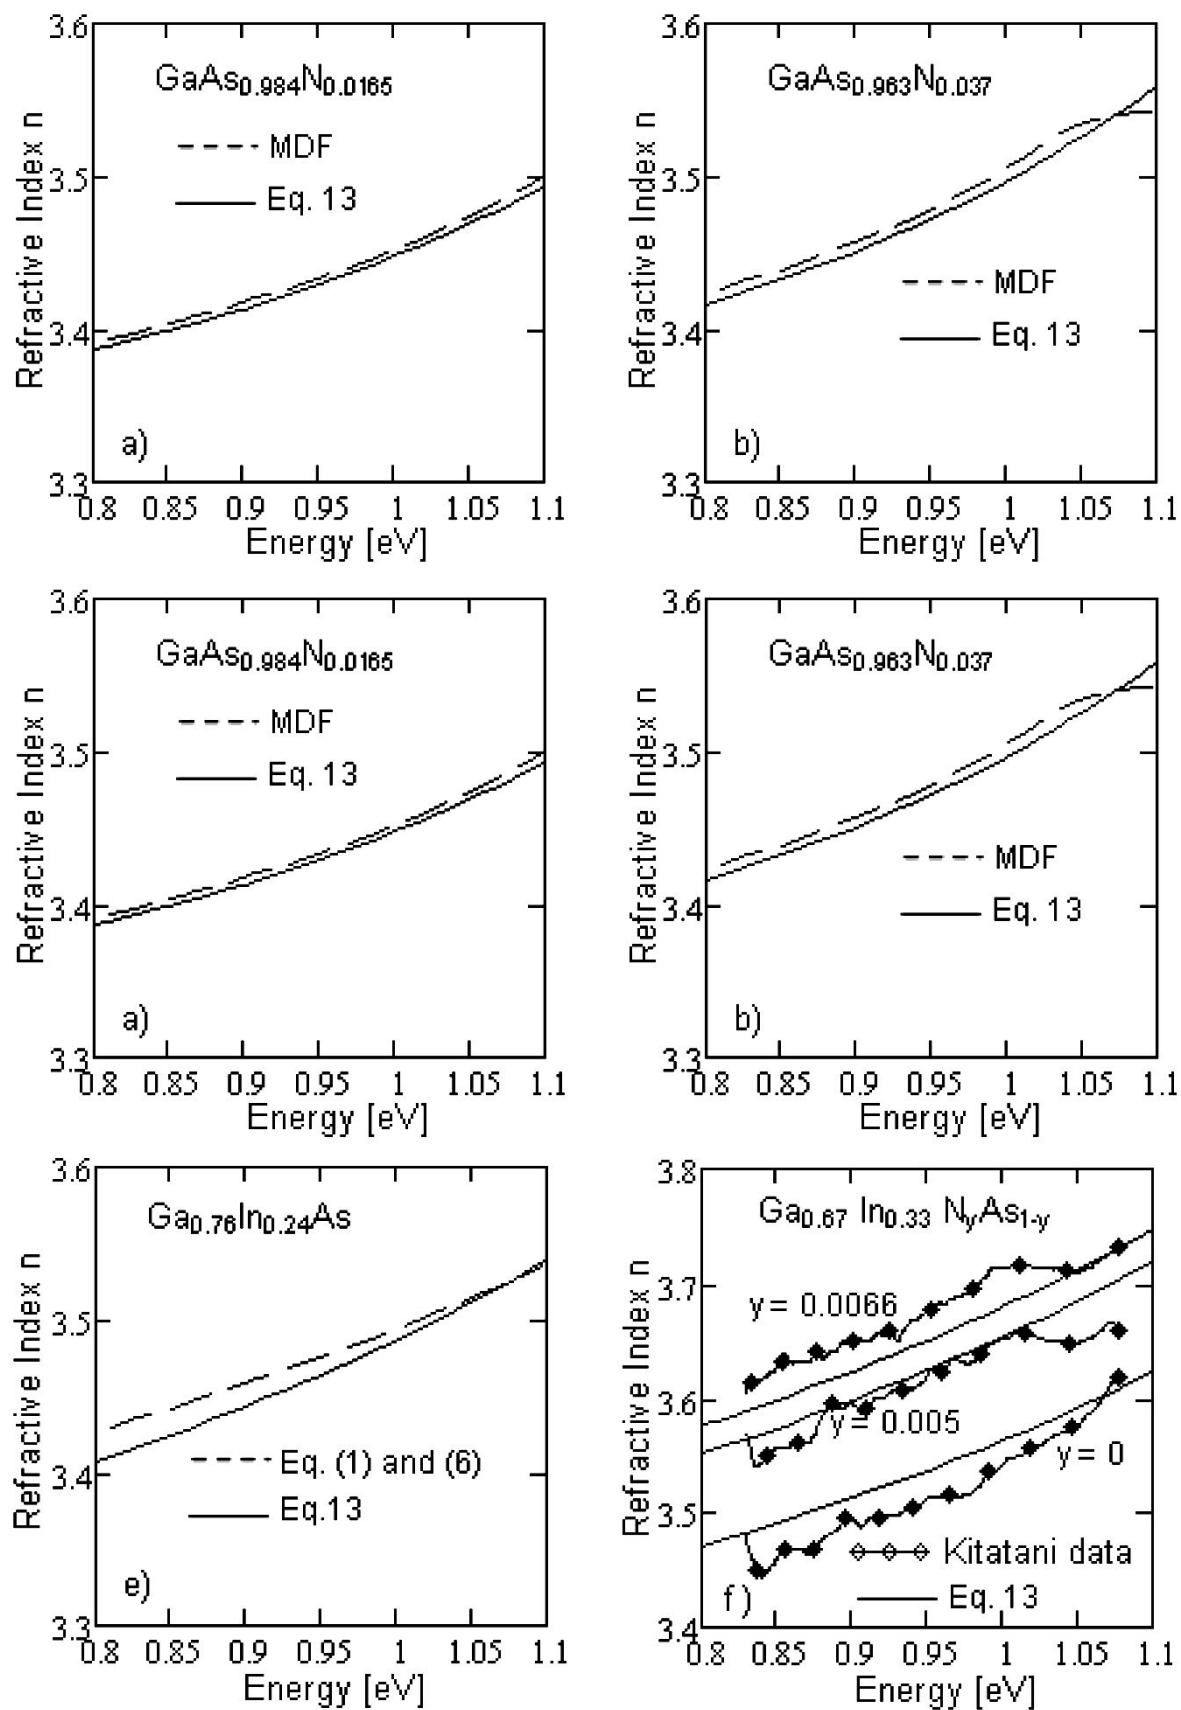 3.6
3.5
3.4
3.3
Refractive Index n
GaAs0.984N0.0165
MDF
Eq. 13
a)
0.8 0.85 0.9 0.95 1 1.05 1.1
Energy [eV]
3.6
3.5
3.4
3.3
Refractive Index n
GaAs0.963N0.037
MDF
Eq. 13
b)
0.8 0.85 0.9 0.95 1 1.05 1.1
Energy [eV]
3.6
3.5
3.4
3.3
Refractive Index n
GaAs0.984N0.0165
MDF
Eq. 13
a)
0.8 0.85 0.9 0.95 1 1.05 1.1
Energy [eV]
3.6
3.5
3.4
3.3
Refractive Index n
GaAs0.963N0.037
MDF
Eq. 13
b)
0.8 0.85 0.9 0.95 1 1.05 1.1
Energy [eV]
3.6
3.5
3.4
3.3
Refractive Index n
Ga0.76In0.24As
Eq. (1) and (6)
Eq.13
e)
0.8 0.85 0.9 0.95 1 1.05 1.1
Energy [eV]
3.8
3.7
3.6
3.5
3.4
Refractive Index n
Ga0.67 In0.33 NyAs1-y
y = 0.0066
y = 0.005
y = 0
Kitatani data
Eq. 13
f)
0.8 0.85 0.9 0.95 1 1.05 1.1
Energy [eV]